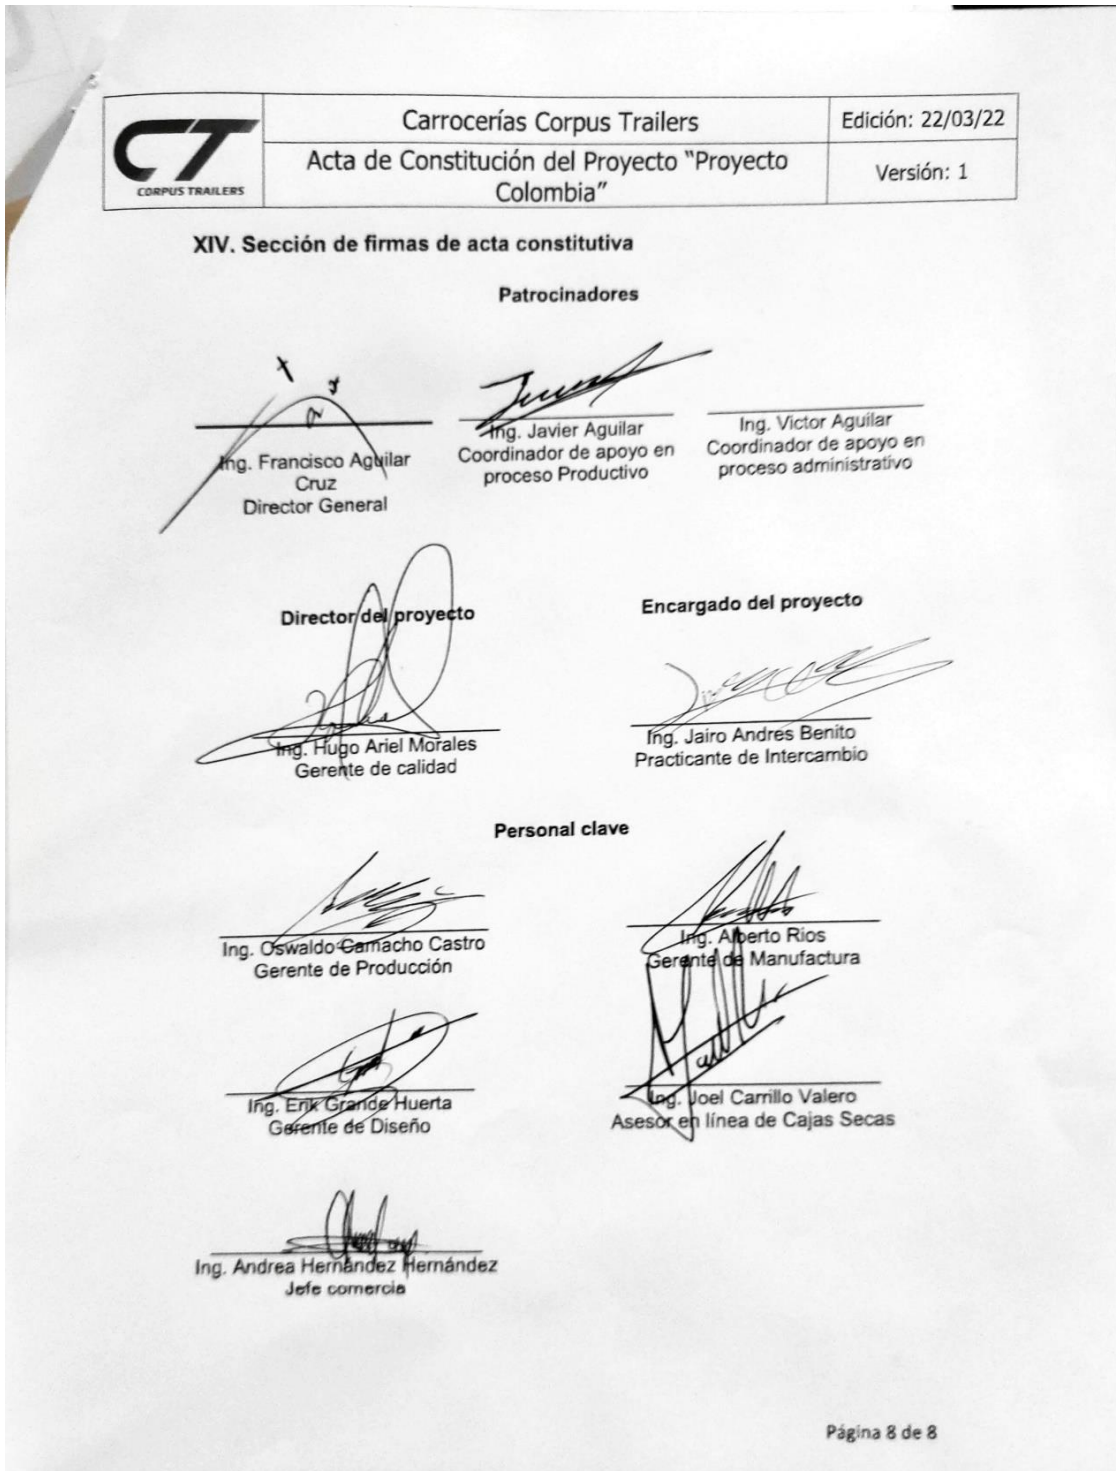 CT
CORPUS TRAILERS
Carrocerías Corpus Trailers
Edición: 22/03/22
Acta de Constitución del Proyecto "Proyecto
Colombia"
Versión: 1
XIV. Sección de firmas de acta constitutiva
Patrocinadores
Ing. Francisco Aguilar
Cruz
Director General
Ing. Javier Aguilar
Coordinador de apoyo en
proceso Productivo
Ing. Victor Aguilar
Coordinador de apoyo en
proceso administrativo
Director del proyecto
Ing. Hugo Ariel Morales
Gerente de calidad
Encargado del proyecto
Ing. Jairo Andrés Benito
Practicante de Intercambio
Personal clave
Ing. Oswaldo Camacho Castro
Gerente de Producción
Ing. Alberto Rios
Gerente de Manufactura
Ing. Erik Grande Huerta
Gerente de Diseño
Ing. Joel Carrillo Valero
Asesor en línea de Cajas Secas
Ing. Andrea Hernández Hernández
Jefe comercia
Página 8 de 8